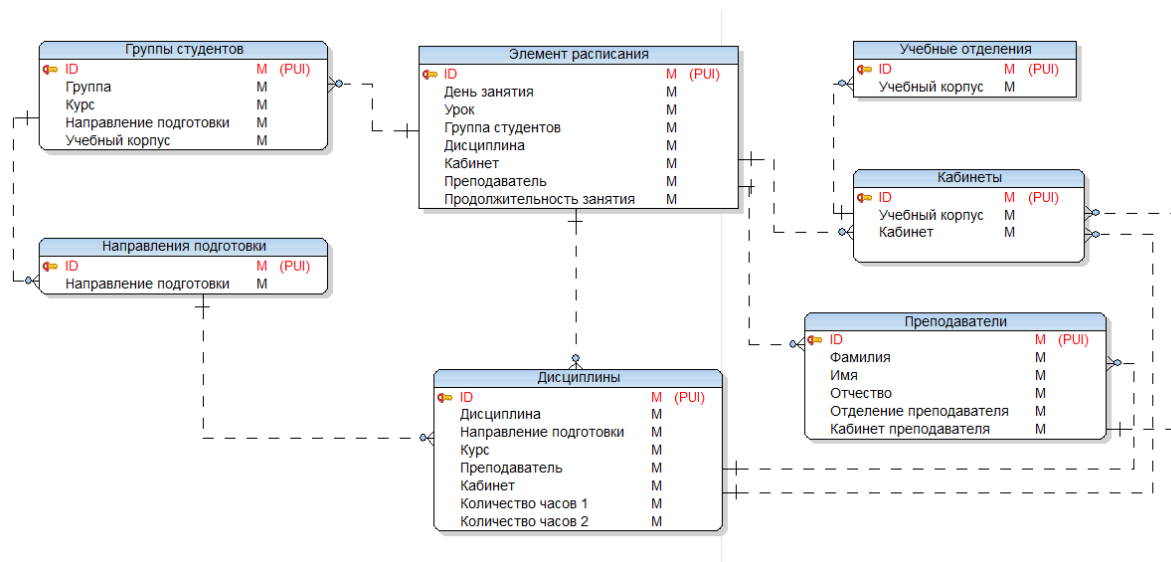 Группы студентов
ID M (PUI)
Группа M
Курс M
Направление подготовки M
Учебный корпус M
Элемент расписания
ID M (PUI)
День занятия M
Урок M
Группа студентов M
Дисциплина M
Кабинет M
Преподаватель M
Продолжительность занятия M
Учебные отделения
ID M (PUI)
Учебный корпус M
Кабинеты
ID M (PUI)
Учебный корпус M
Кабинет M
Направления подготовки
ID M (PUI)
Направление подготовки M
Преподаватели
ID M (PUI)
Фамилия M
Имя M
Отчество M
Отделение преподавателя M
Кабинет преподавателя M
Дисциплины
ID M (PUI)
Дисциплина M
Направление подготовки M
Курс M
Преподаватель M
Кабинет M
Количество часов 1 M
Количество часов 2 M